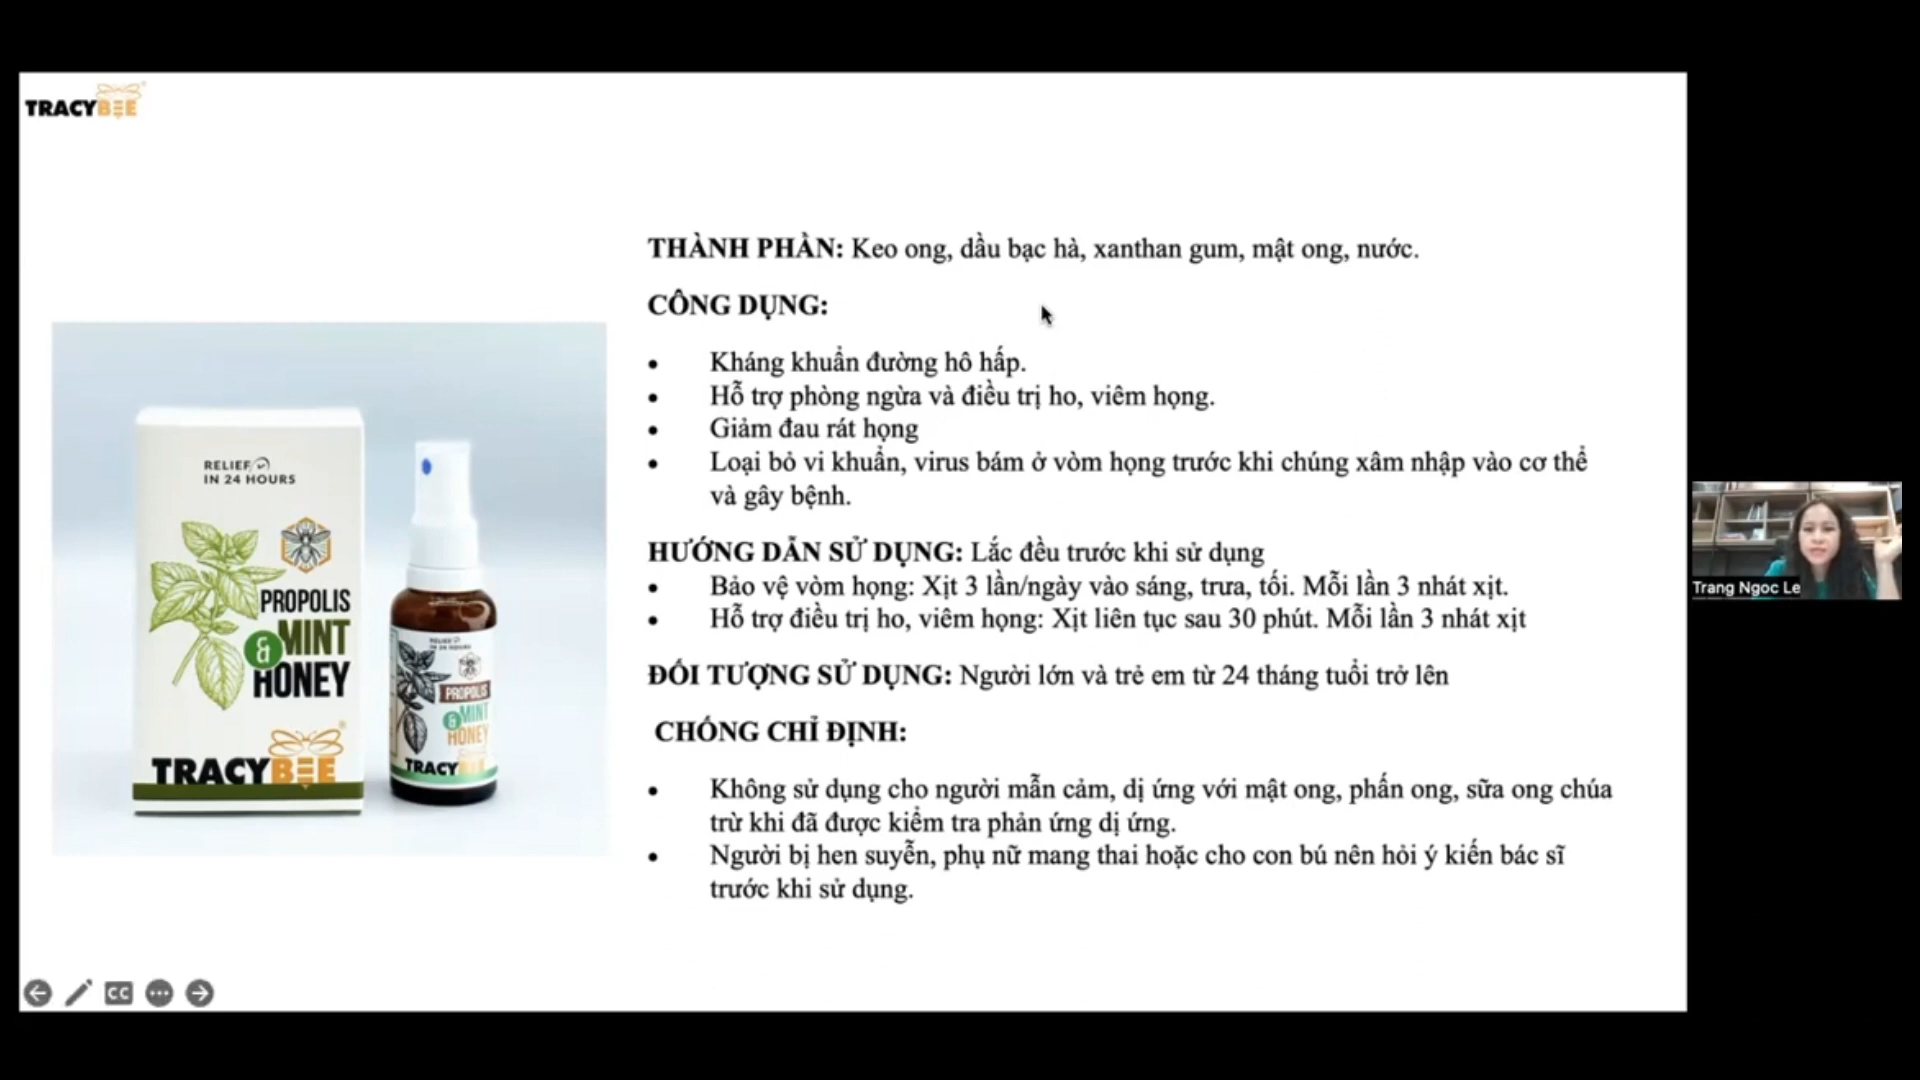 TRACYBEE
THÀNH PHẦN: Keo ong, dầu bạc hà, xanthan gum, mật ong, nước.
CÔNG DỤNG:
• Kháng khuẩn đường hô hấp.
• Hỗ trợ phòng ngừa và điều trị ho, viêm họng.
• Giảm đau rát họng
• Loại bỏ vi khuẩn, virus bám ở vòm họng trước khi chúng xâm nhập vào cơ thể
và gây bệnh.
HƯỚNG DẪN SỬ DỤNG: Lắc đều trước khi sử dụng
• Bảo vệ vòm họng: Xịt 3 lần/ngày vào sáng, trưa, tối. Mỗi lần 3 nhát xịt.
• Hỗ trợ điều trị ho, viêm họng: Xịt liên tục sau 30 phút. Mỗi lần 3 nhát xịt
ĐỐI TƯỢNG SỬ DỤNG: Người lớn và trẻ em từ 24 tháng tuổi trở lên
CHỐNG CHỈ ĐỊNH:
• Không sử dụng cho người mẫn cảm, dị ứng với mật ong, phấn ong, sữa ong chúa
trừ khi đã được kiểm tra phản ứng dị ứng.
• Người bị hen suyễn, phụ nữ mang thai hoặc cho con bú nên hỏi ý kiến bác sĩ
trước khi sử dụng.
RELIEF
IN 24 HOURS
PROPOLIS
& MINT
HONEY
TRACYBEE
RELIEF
IN 24 HOURS
PROPOLIS
& MINT
HONEY
TRACY
CC
Trang Ngoc Le